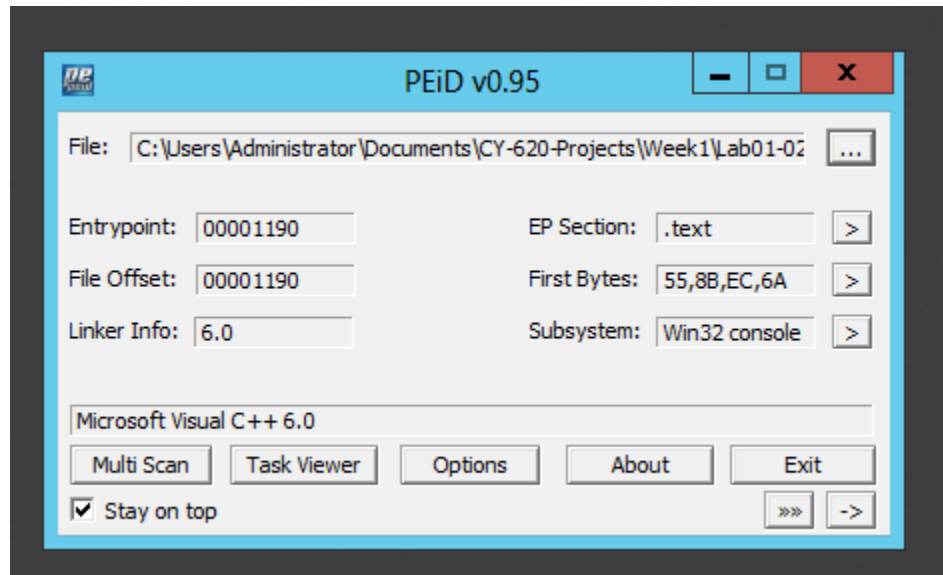 PEiD v0.95
File: C:\Users\Administrator\Documents\CY-620-Projects\Week1\Lab01-02 ...
Entrypoint: 00001190 EP Section: .text >
File Offset: 00001190 First Bytes: 55,8B,EC,6A >
Linker Info: 6.0 Subsystem: Win32 console >
Microsoft Visual C++ 6.0
Multi Scan Task Viewer Options About Exit
Stay on top »» ->